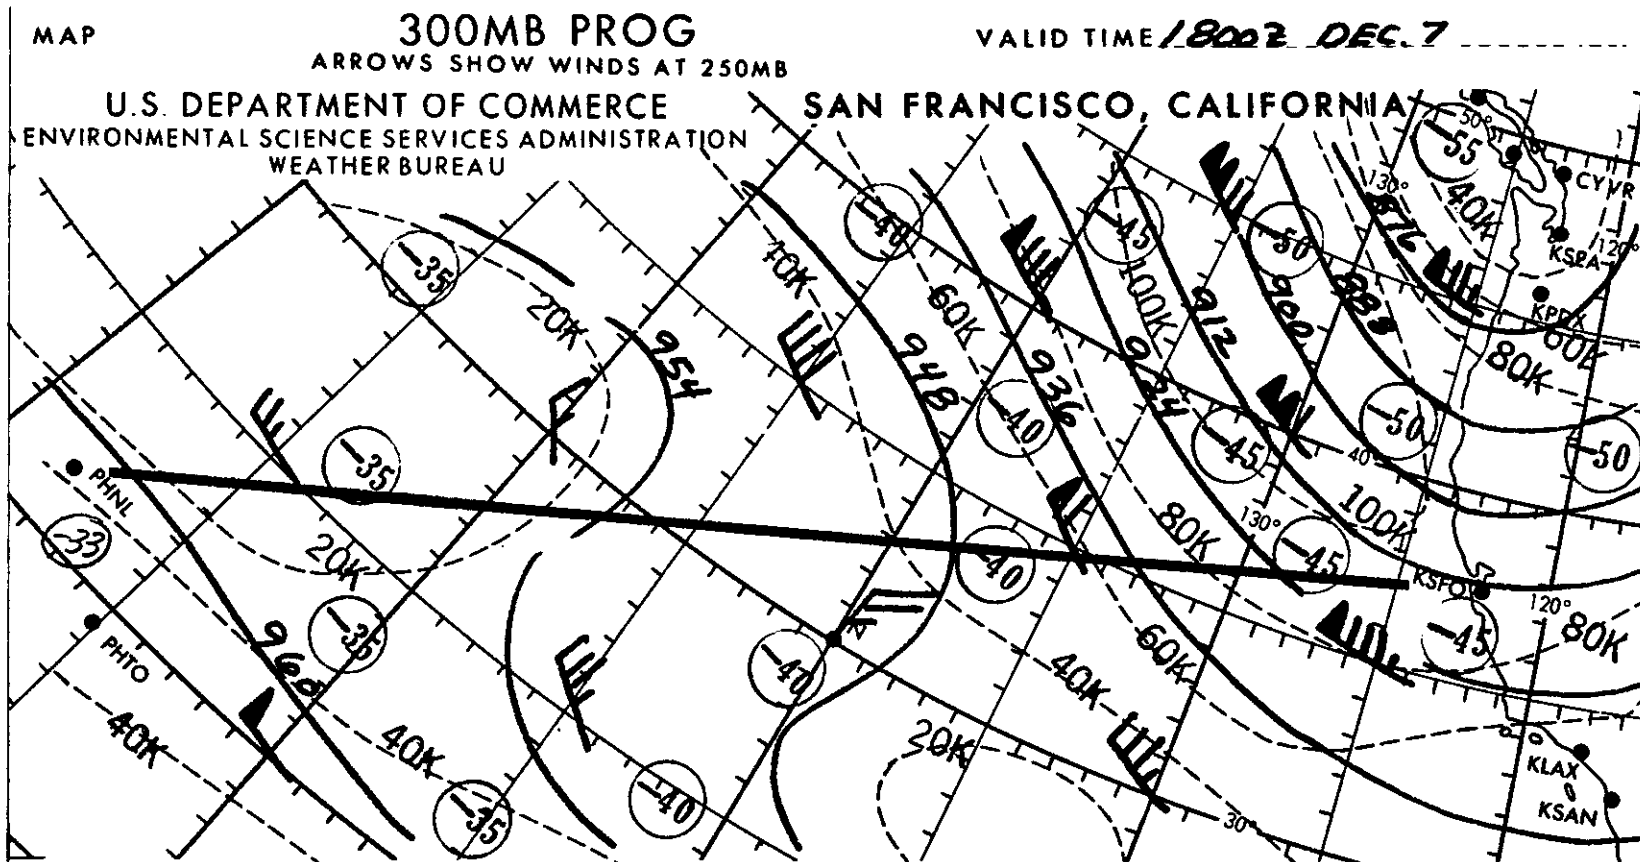 MAP
300MB PROG
VALID TIME 1800Z DEC. 7
ARROWS SHOW WINDS AT 250MB
U.S. DEPARTMENT OF COMMERCE
SAN FRANCISCO, CALIFORNIA
ENVIRONMENTAL SCIENCE SERVICES ADMINISTRATION
WEATHER BUREAU
50°
-55
CYVR
130°
40K
876
120°
KSEA
-40
-45
-50
-35
40K
100K
KPDX
20K
60K
912
900
888
60K
80K
954
948
936
924
-40
-45
-50
-50
-35
40°
PHNL
100K
80K
130°
-33
20K
-40
-45
KSFO
120°
-35
N
60K
-45
80K
PHTO
960
-40
40K
40K
40K
20K
KLAX
-35
-40
30°
KSAN